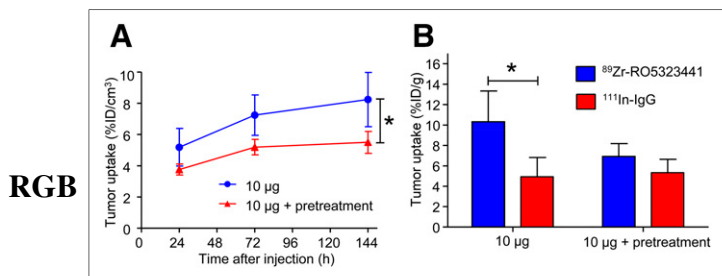 RGB
A
Tumor uptake (%ID/cm³)
10
8
6
4
2
0
*
10 µg
10 µg + pretreatment
0 24 48 72 96 120 144
Time after injection (h)
B
Tumor uptake (%ID/g)
16
14
12
10
8
6
4
2
0
*
⁸⁹Zr-RO5323441
¹¹¹In-IgG
10 µg
10 µg + pretreatment